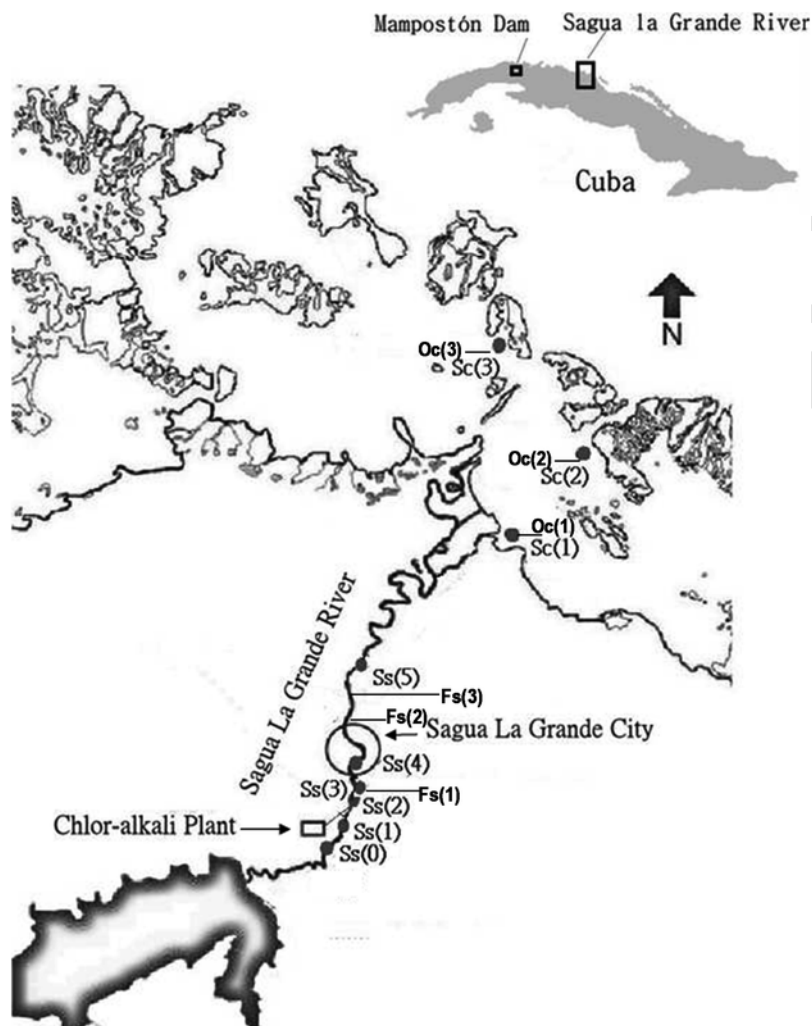 Mampostón Dam
Sagua la Grande River
Cuba
N
Oc(3)
Sc(3)
Oc(2)
Sc(2)
Oc(1)
Sc(1)
Sagua La Grande River
Ss(5)
Fs(3)
Fs(2)
Sagua La Grande City
Ss(4)
Ss(3)
Fs(1)
Ss(2)
Chlor-alkali Plant
Ss(1)
Ss(0)